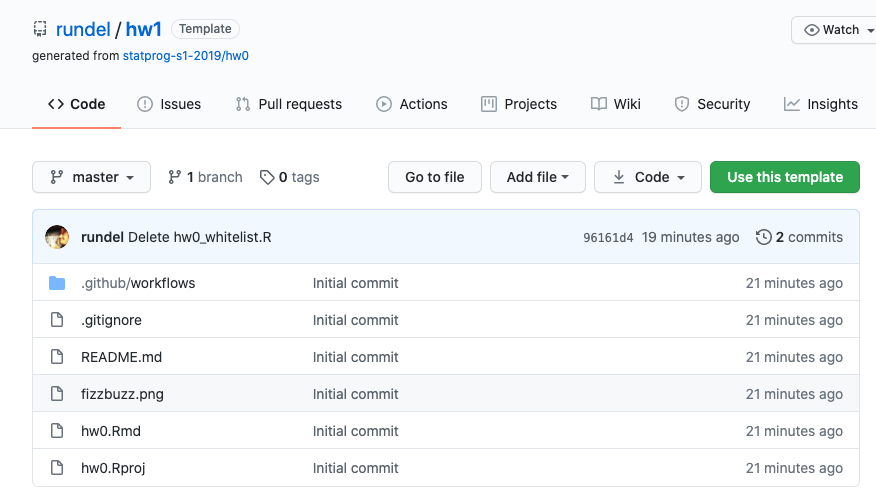 rundel / hw1 Template
Watch
generated from statprog-s1-2019/hw0
Code Issues Pull requests Actions Projects Wiki Security Insights
master 1 branch 0 tags Go to file Add file Code Use this template
rundel Delete hw0_whitelist.R 96161d4 19 minutes ago 2 commits
.github/workflows Initial commit 21 minutes ago
.gitignore Initial commit 21 minutes ago
README.md Initial commit 21 minutes ago
fizzbuzz.png Initial commit 21 minutes ago
hw0.Rmd Initial commit 21 minutes ago
hw0.Rproj Initial commit 21 minutes ago